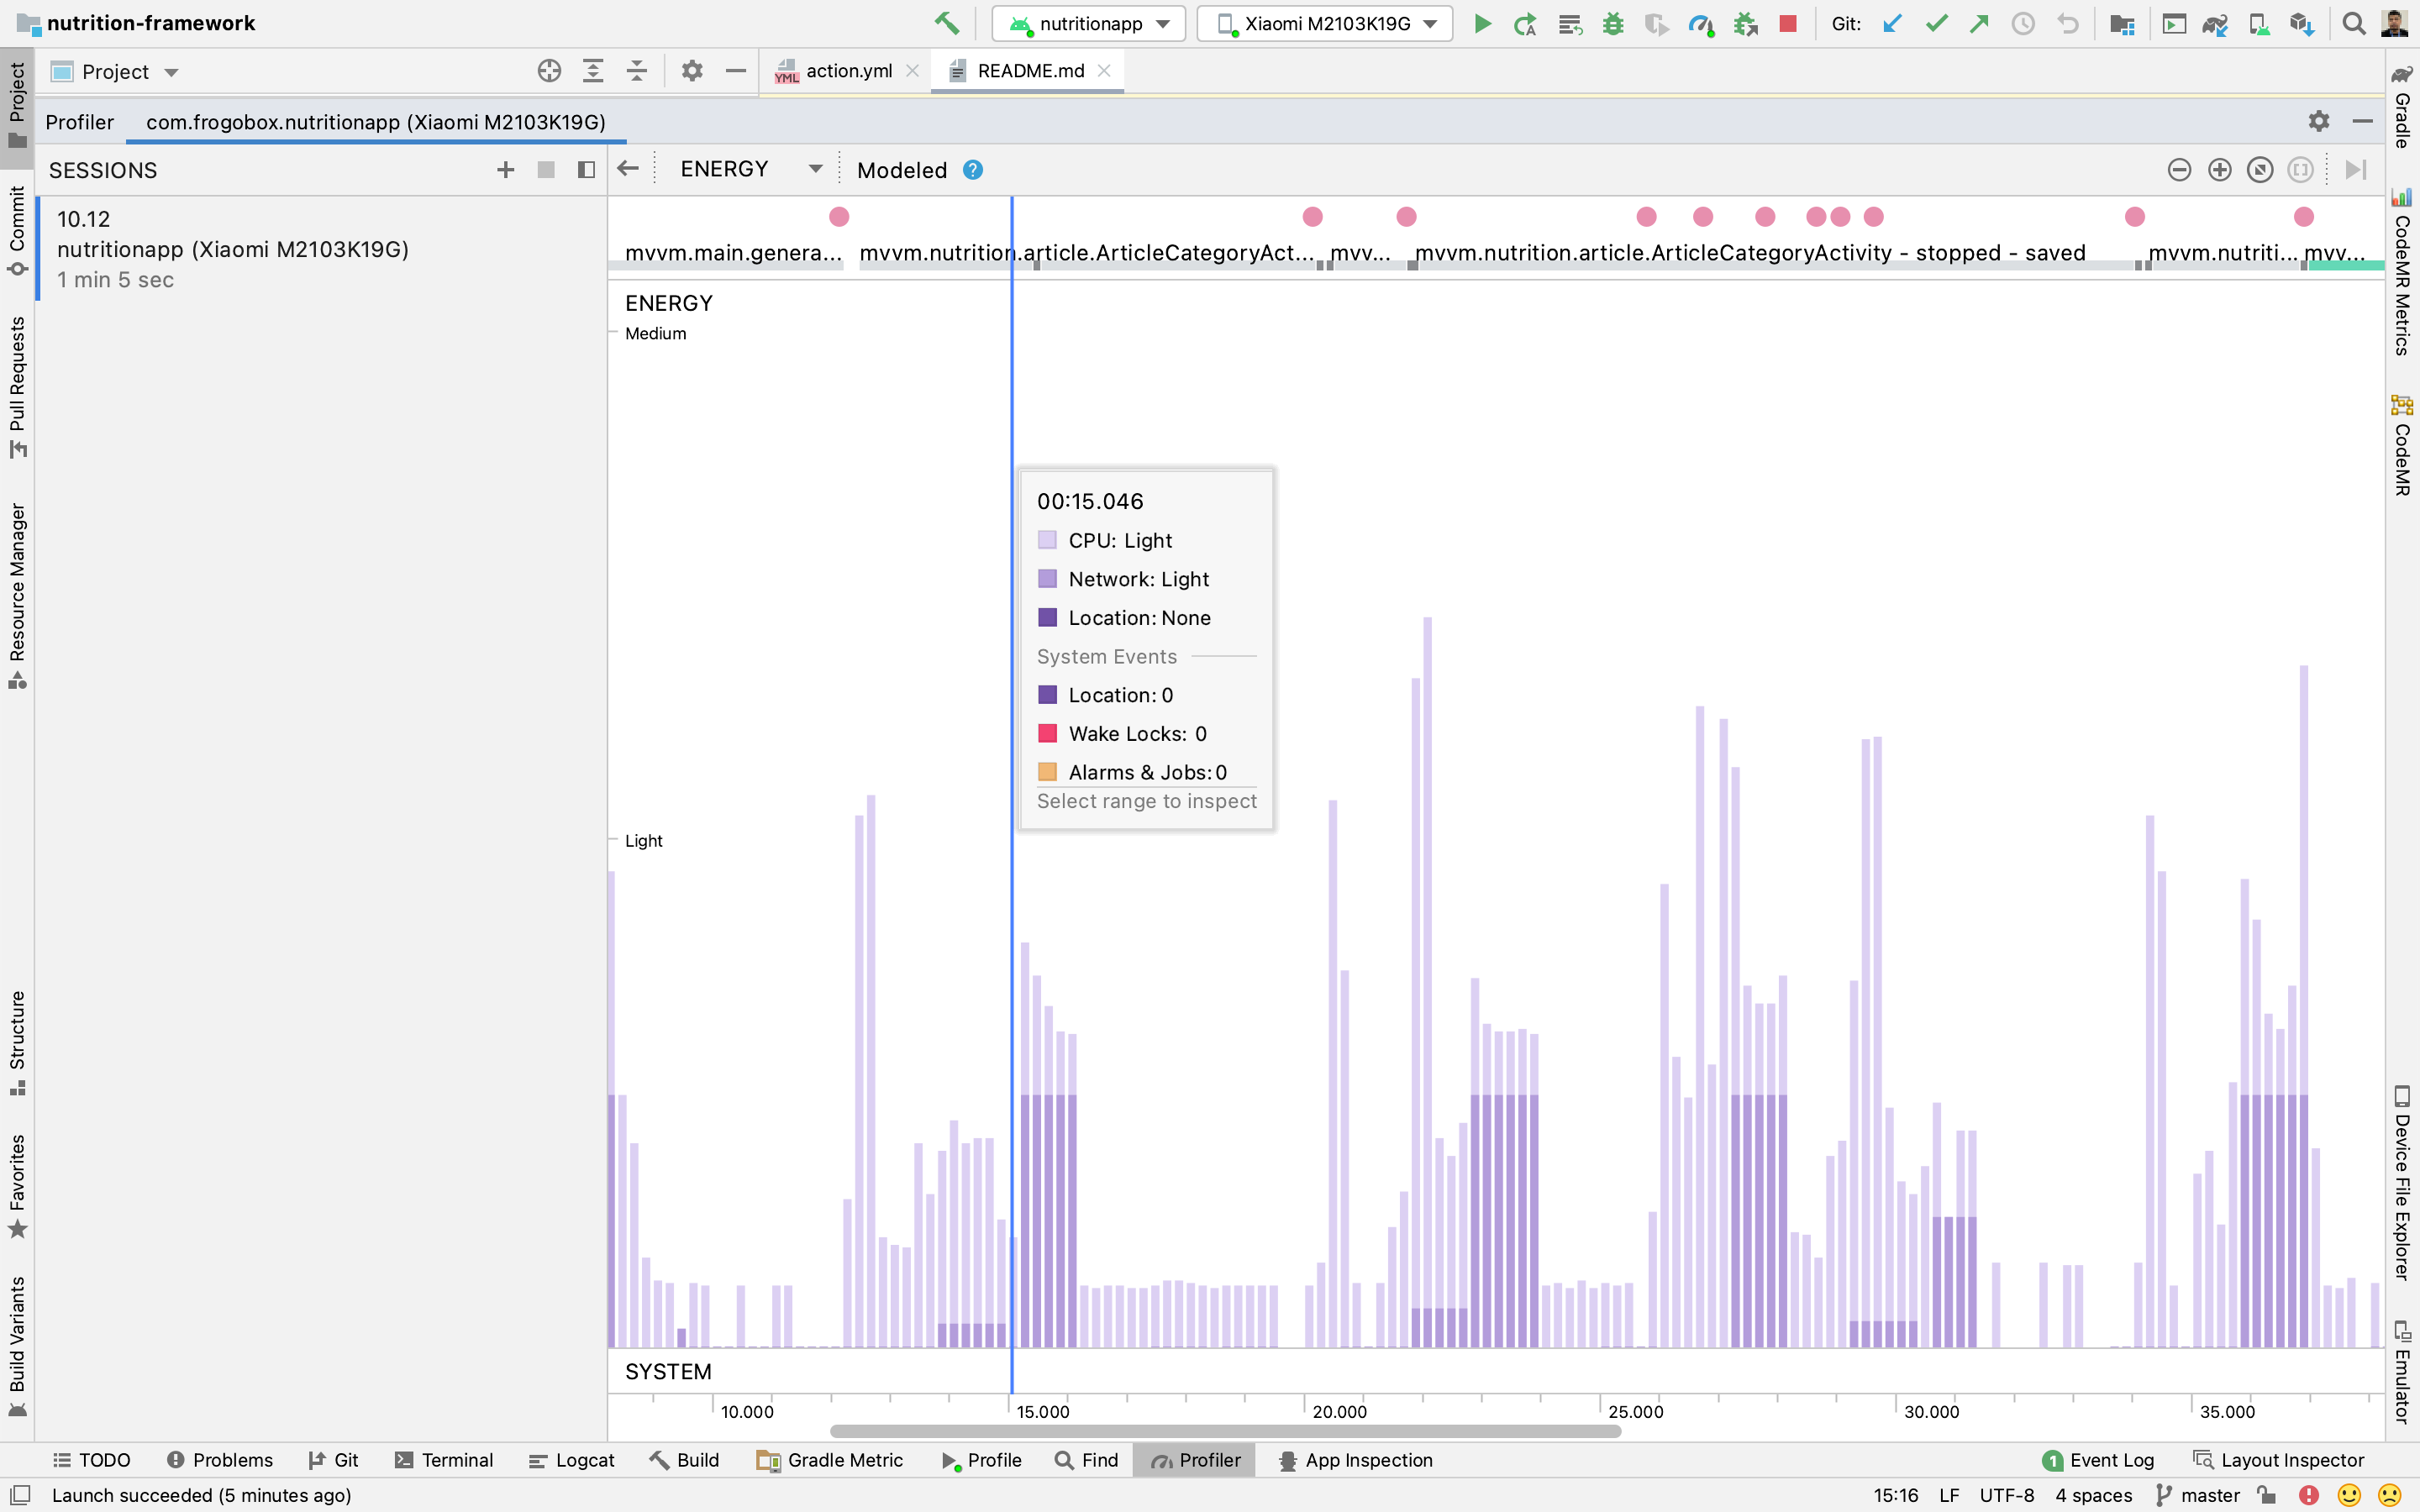 nutrition-framework
nutritionapp
Xiaomi M2103K19G
Git:
Project
action.yml
README.md
Profiler
com.frogobox.nutritionapp (Xiaomi M2103K19G)
SESSIONS
ENERGY
Modeled
?
10.12
nutritionapp (Xiaomi M2103K19G)
1 min 5 sec
mvvm.main.genera...
mvvm.nutrition.article.ArticleCategoryAct...
mvv...
mvvm.nutrition.article.ArticleCategoryActivity - stopped - saved
mvvm.nutriti...
mvv...
ENERGY
Medium
00:15.046
CPU: Light
Network: Light
Location: None
System Events
Location: 0
Wake Locks: 0
Alarms & Jobs: 0
Select range to inspect
Light
SYSTEM
10.000
15.000
20.000
25.000
30.000
35.000
Project
Commit
Pull Requests
Resource Manager
Structure
Favorites
Build Variants
Gradle
CodeMR Metrics
CodeMR
Device File Explorer
Emulator
TODO
Problems
Git
Terminal
Logcat
Build
Gradle Metric
Profile
Find
Profiler
App Inspection
1 Event Log
Layout Inspector
Launch succeeded (5 minutes ago)
15:16
LF
UTF-8
4 spaces
master